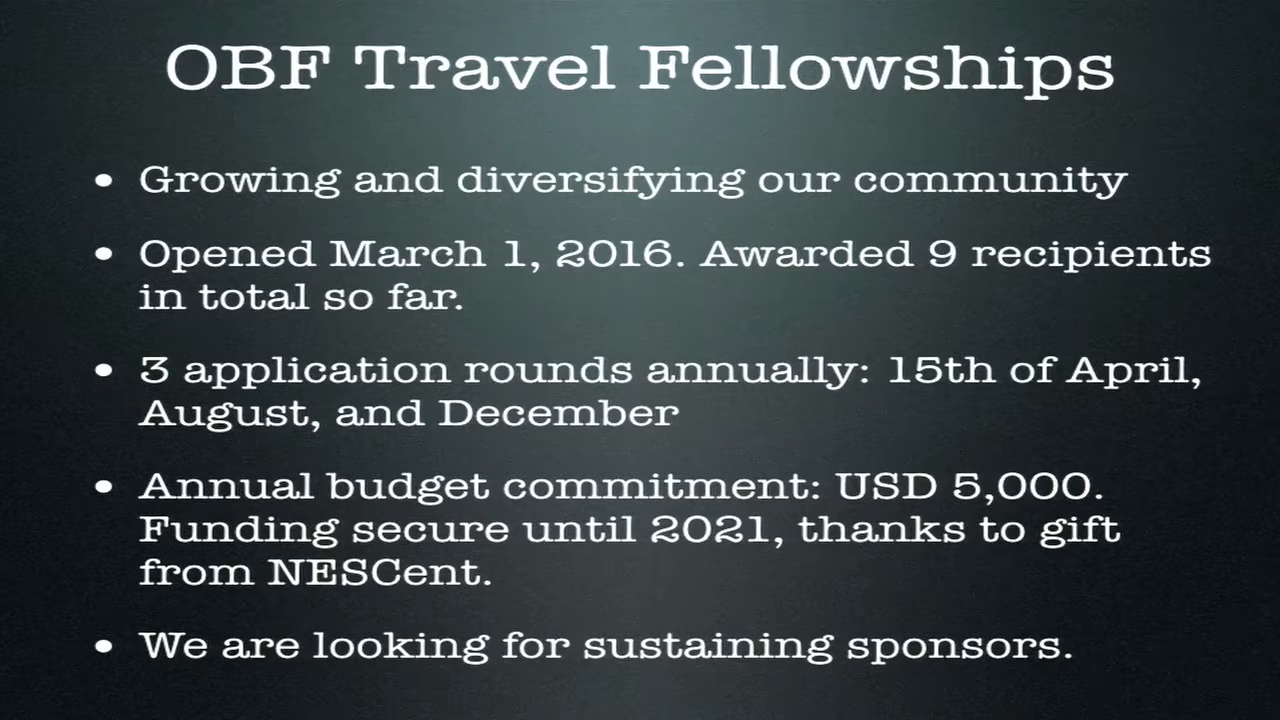 OBF Travel Fellowships
• Growing and diversifying our community
• Opened March 1, 2016. Awarded 9 recipients
in total so far.
• 3 application rounds annually: 15th of April,
August, and December
• Annual budget commitment: USD 5,000.
Funding secure until 2021, thanks to gift
from NESCent.
• We are looking for sustaining sponsors.